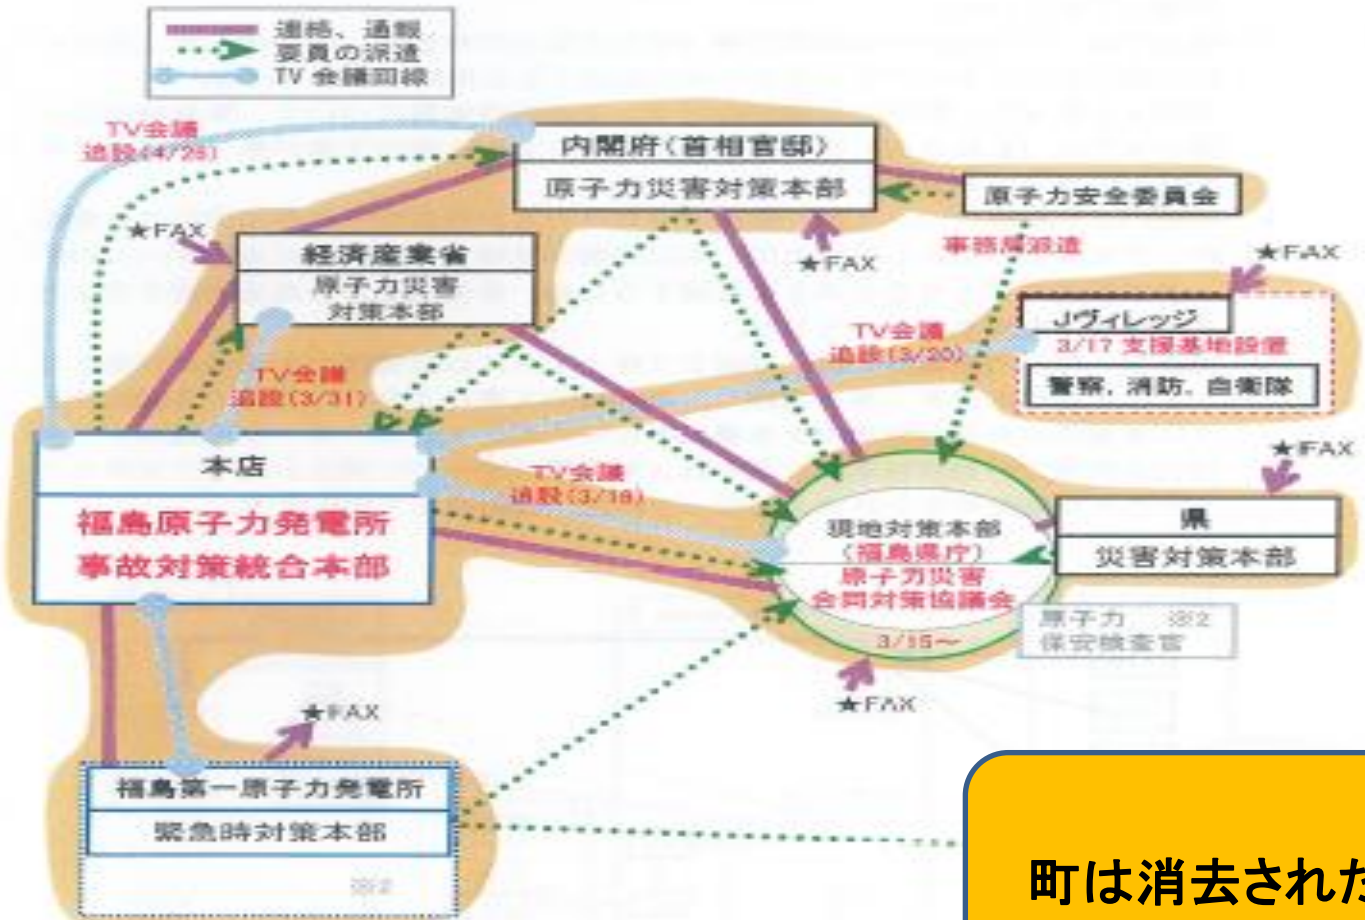 連絡、通報
要員の派遣
TV 会議回線
TV会議
追設(4/28)
内閣府(首相官邸)
原子力災害対策本部
原子力安全委員会
★FAX
経済産業省
原子力災害
対策本部
★FAX
事務局派遣
★FAX
Jヴィレッジ
3/17 支援基地設置
警察、消防、自衛隊
TV会議
追設(3/20)
TV会議
追設(3/31)
本店
福島原子力発電所
事故対策統合本部
TV会議
追設(3/18)
★FAX
現地対策本部
(福島県庁)
原子力災害
合同対策協議会
3/15~
県
災害対策本部
原子力 ※2
保安検査官
★FAX
★FAX
福島第一原子力発電所
緊急時対策本部
※2
町は消去された